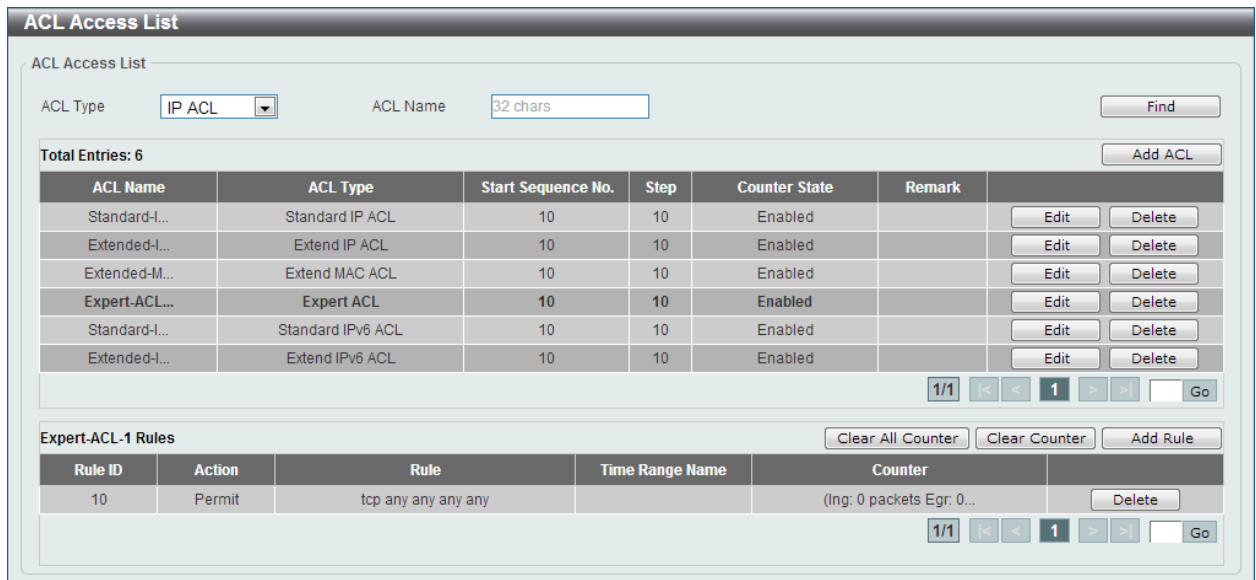 ACL Access List
ACL Access List
ACL Type IP ACL ACL Name 32 chars Find
Total Entries: 6 Add ACL
ACL Name ACL Type Start Sequence No. Step Counter State Remark
Standard-I... Standard IP ACL 10 10 Enabled Edit Delete
Extended-I... Extend IP ACL 10 10 Enabled Edit Delete
Extended-M... Extend MAC ACL 10 10 Enabled Edit Delete
Expert-ACL... Expert ACL 10 10 Enabled Edit Delete
Standard-I... Standard IPv6 ACL 10 10 Enabled Edit Delete
Extended-I... Extend IPv6 ACL 10 10 Enabled Edit Delete
1/1 |< < 1 > >| Go
Expert-ACL-1 Rules Clear All Counter Clear Counter Add Rule
Rule ID Action Rule Time Range Name Counter
10 Permit tcp any any any any (Ing: 0 packets Egr: 0... Delete
1/1 |< < 1 > >| Go